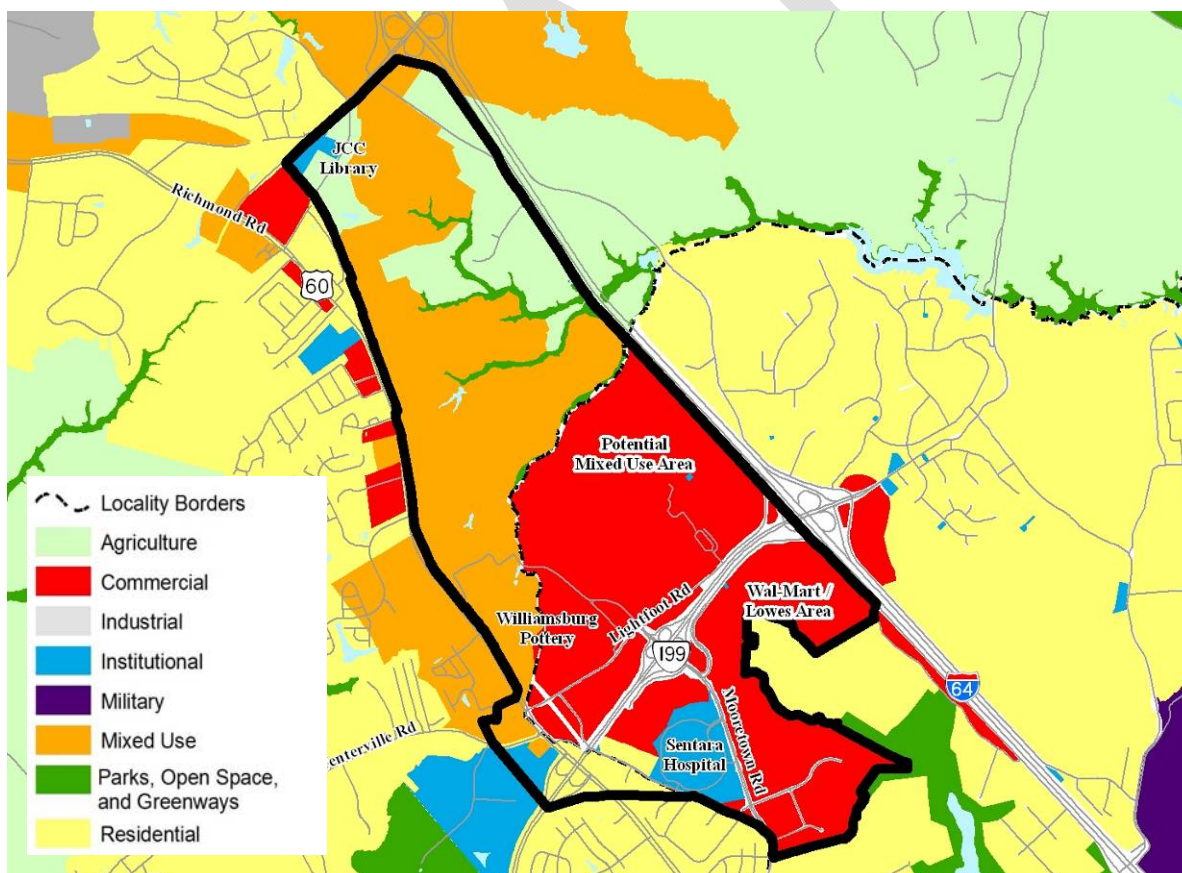 JCC
Library
Richmond Rd
60
Potential
Mixed Use Area
Wal-Mart /
Lowes Area
Lightfoot Rd
Williamsburg
Pottery
199
Mooretown Rd
64
Sentara
Hospital
enterville Rd
Locality Borders
Agriculture
Commercial
Industrial
Institutional
Military
Mixed Use
Parks, Open Space,
and Greenways
Residential